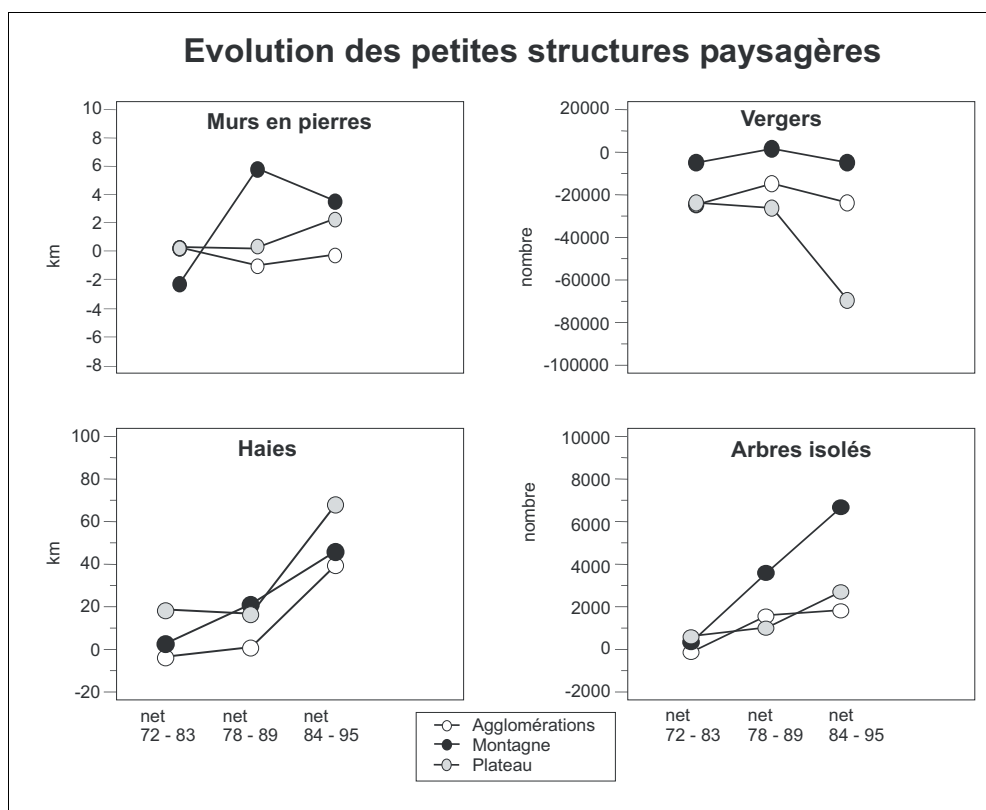 Evolution des petites structures paysagères
Murs en pierres
10
8
6
4
2
0
-2
-4
-6
-8
km
Vergers
20000
0
-20000
-40000
-60000
-80000
-100000
nombre
Haies
100
80
60
40
20
0
-20
km
net
72 - 83
net
78 - 89
net
84 - 95
Arbres isolés
10000
8000
6000
4000
2000
0
-2000
nombre
net
72 - 83
net
78 - 89
net
84 - 95
Agglomérations
Montagne
Plateau